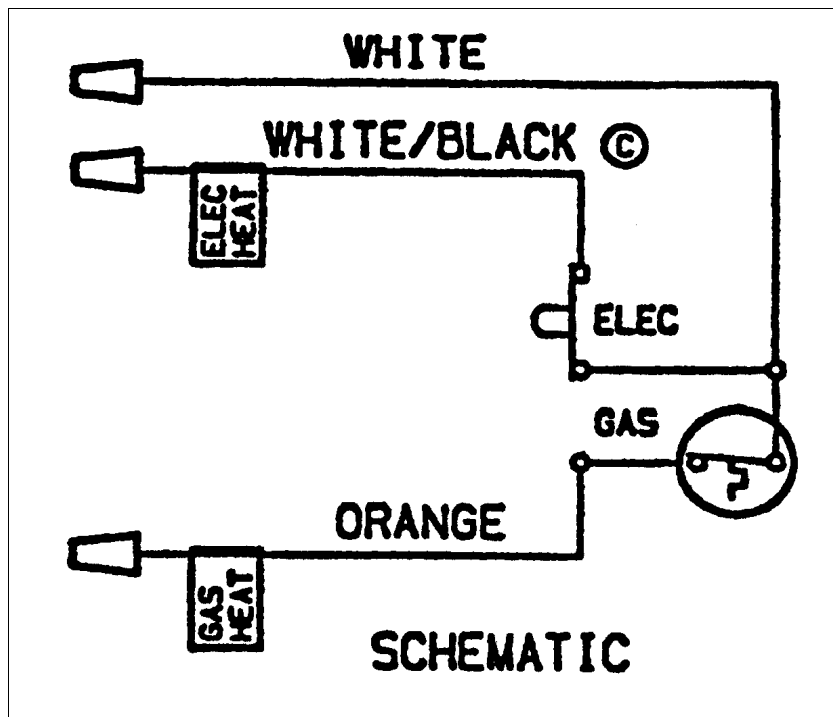 WHITE
WHITE/BLACK ©
ELEC
HEAT
ELEC
GAS
ORANGE
GAS
HEAT
SCHEMATIC